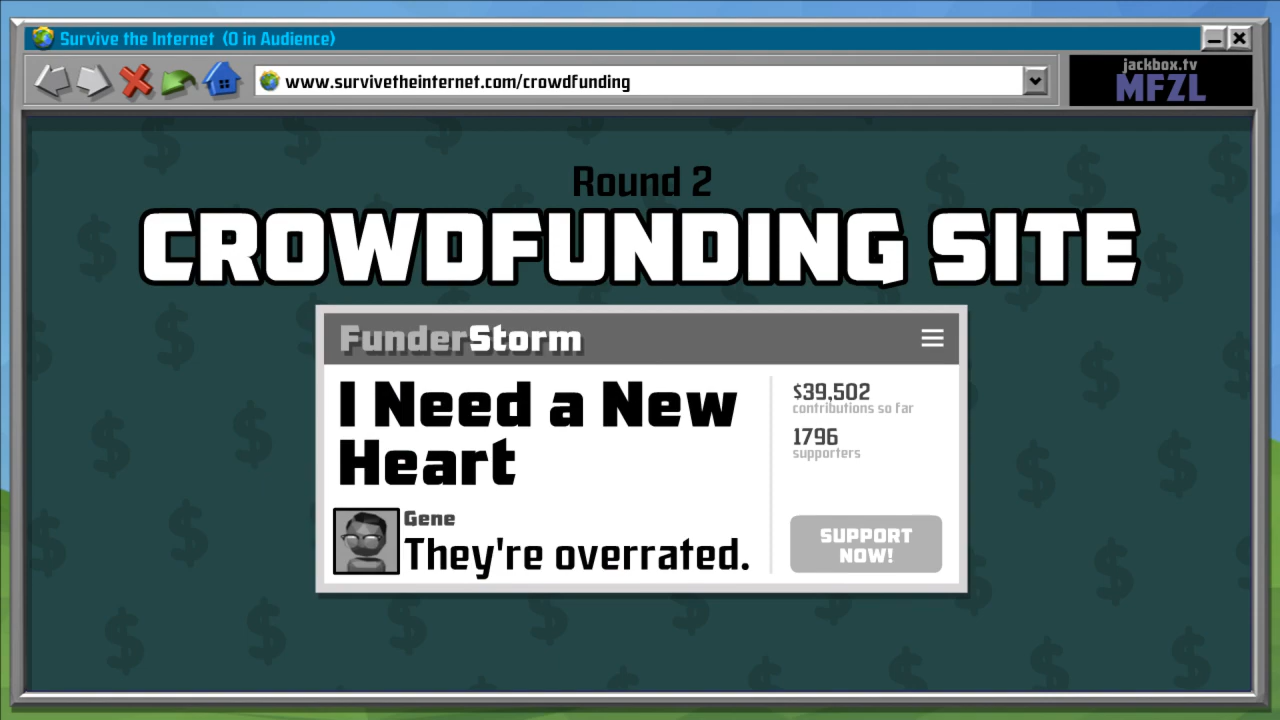 Survive the Internet (0 in Audience)
www.survivetheinternet.com/crowdfunding
jackbox.tv
MFZL
Round 2
CROWDFUNDING SITE
FunderStorm
I Need a New
Heart
$39,502
contributions so far
1796
supporters
Gene
They're overrated.
SUPPORT
NOW!